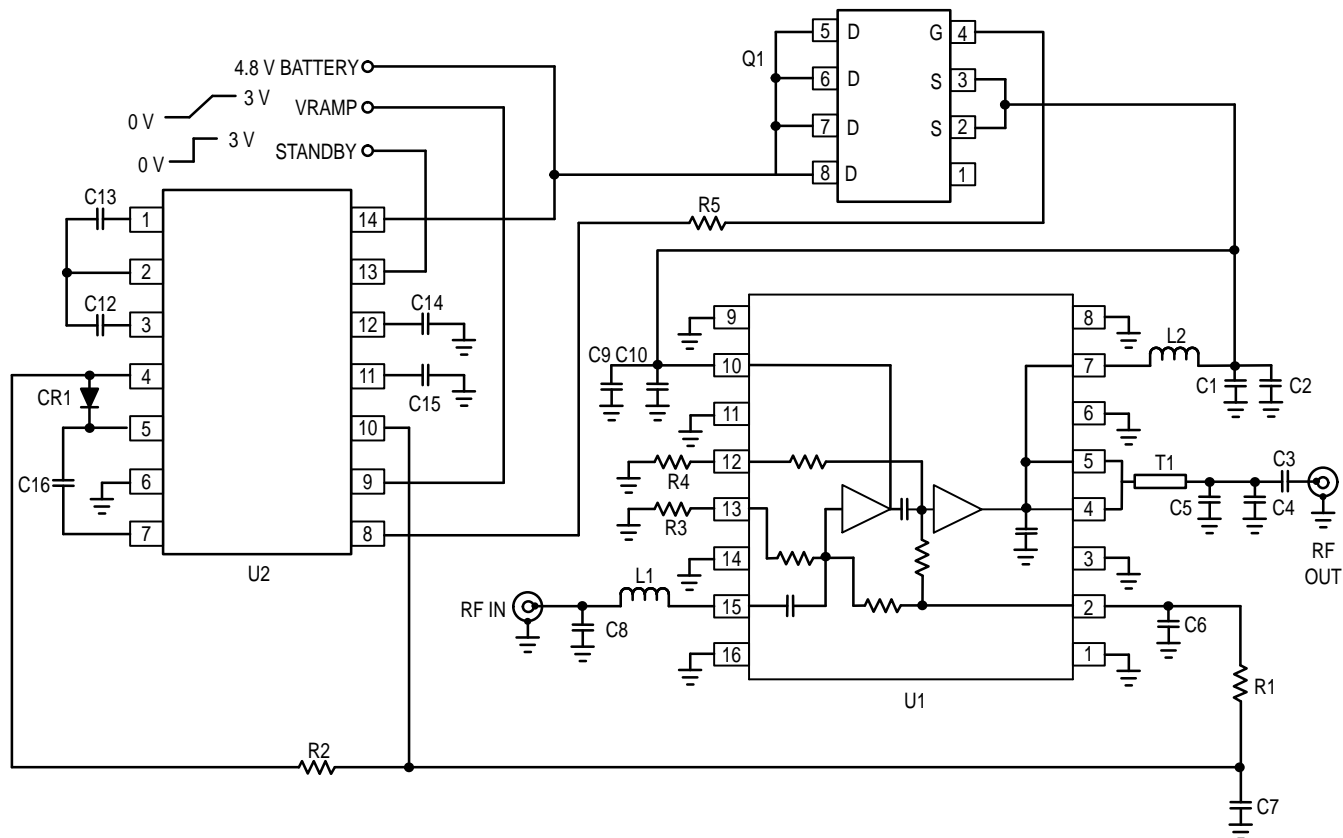 4.8 V BATTERY
0 V 3 V
VRAMP
0 V 3 V
STANDBY
Q1
5 D G 4
6 D S 3
7 D S 2
8 D 1
C13
1 14
2 13
C12
3 12 C14
4 11 C15
CR1
5 10
C16
6 9
7 8
U2
R5
9 8
C9 C10
10 7 L2
C1 C2
11 6
12 5
R4
T1 C3
13 4
R3
C5 C4
14 3
RF OUT
L1
RF IN
15 2
C8 C6
16 1
U1
R1
R2
C7